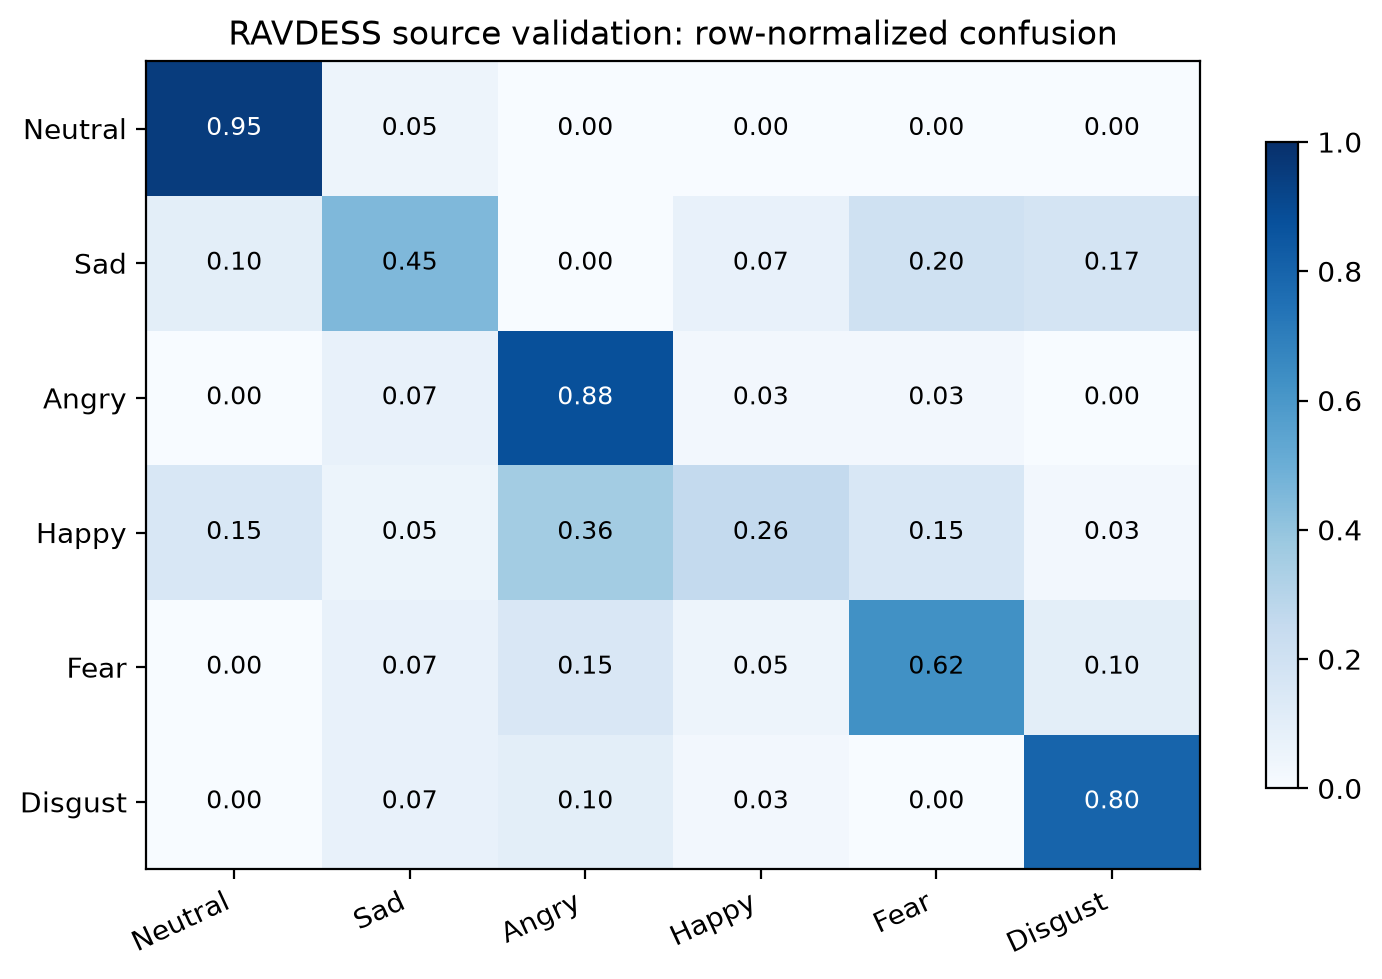 RAVDESS source validation: row-normalized confusion
Neutral 0.95 0.05 0.00 0.00 0.00 0.00
Sad 0.10 0.45 0.00 0.07 0.20 0.17
Angry 0.00 0.07 0.88 0.03 0.03 0.00
Happy 0.15 0.05 0.36 0.26 0.15 0.03
Fear 0.00 0.07 0.15 0.05 0.62 0.10
Disgust 0.00 0.07 0.10 0.03 0.00 0.80
Neutral Sad Angry Happy Fear Disgust
1.0
0.8
0.6
0.4
0.2
0.0